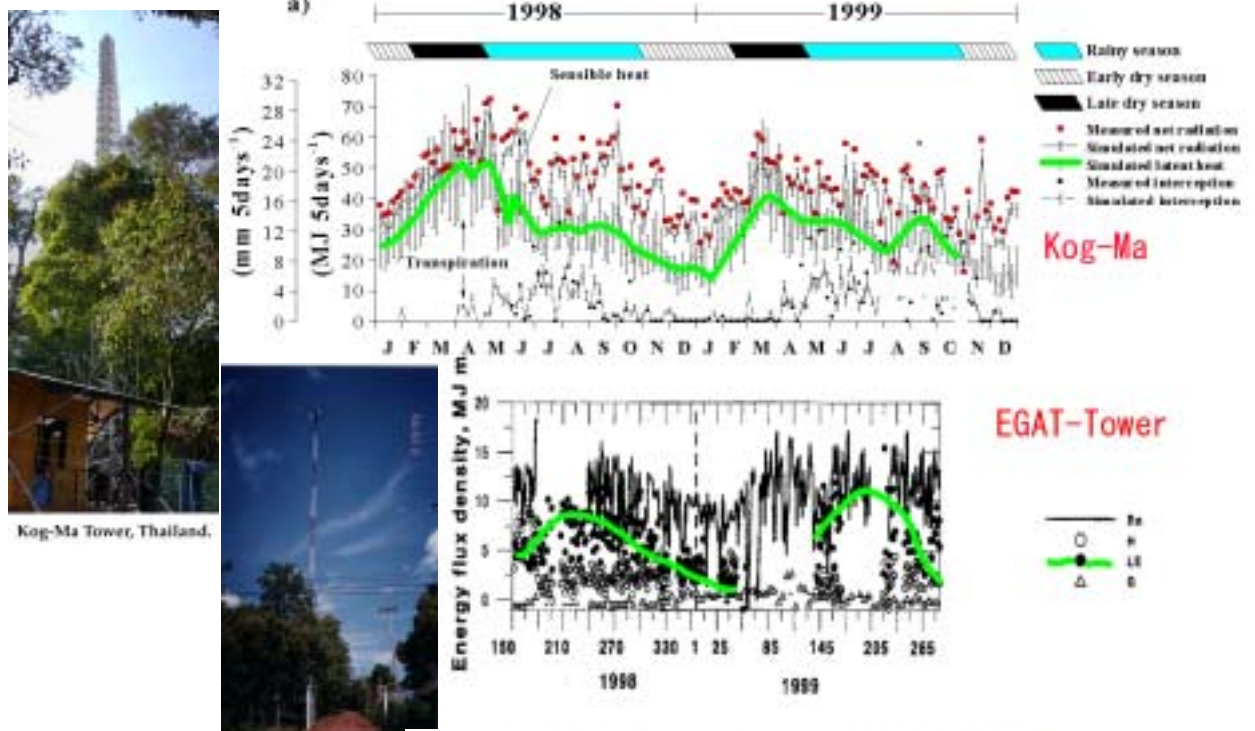 a)
1998
1999
Rainy season
Early dry season
Late dry season
Sensible heat
Measured net radiation
Simulated net radiation
Simulated latent heat
Measured interception
Simulated interception
(mm 5days⁻¹)
(MJ 5days⁻¹)
32
28
24
20
16
12
8
4
0
80
70
60
50
40
30
20
10
0
Transpiration
Kog-Ma
J F M A M J J A S O N D J F M A M J J A S O N D
Kog-Ma Tower, Thailand.
EGAT-Tower
Energy flux density, MJ m
20
15
10
5
0
Rn
H
LE
G
150 210 270 330 1 25 85 145 205 265
1998
1999